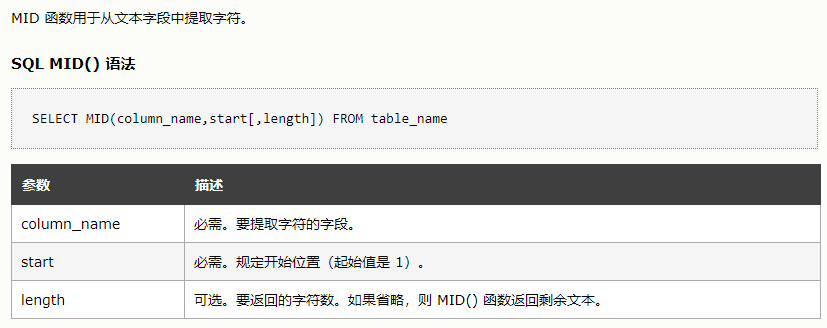 MID 函数用于从文本字段中提取字符。
SQL MID() 语法
SELECT MID(column_name,start[,length]) FROM table_name
参数 描述
column_name 必需。要提取字符的字段。
start 必需。规定开始位置（起始值是 1）。
length 可选。要返回的字符数。如果省略，则 MID() 函数返回剩余文本。